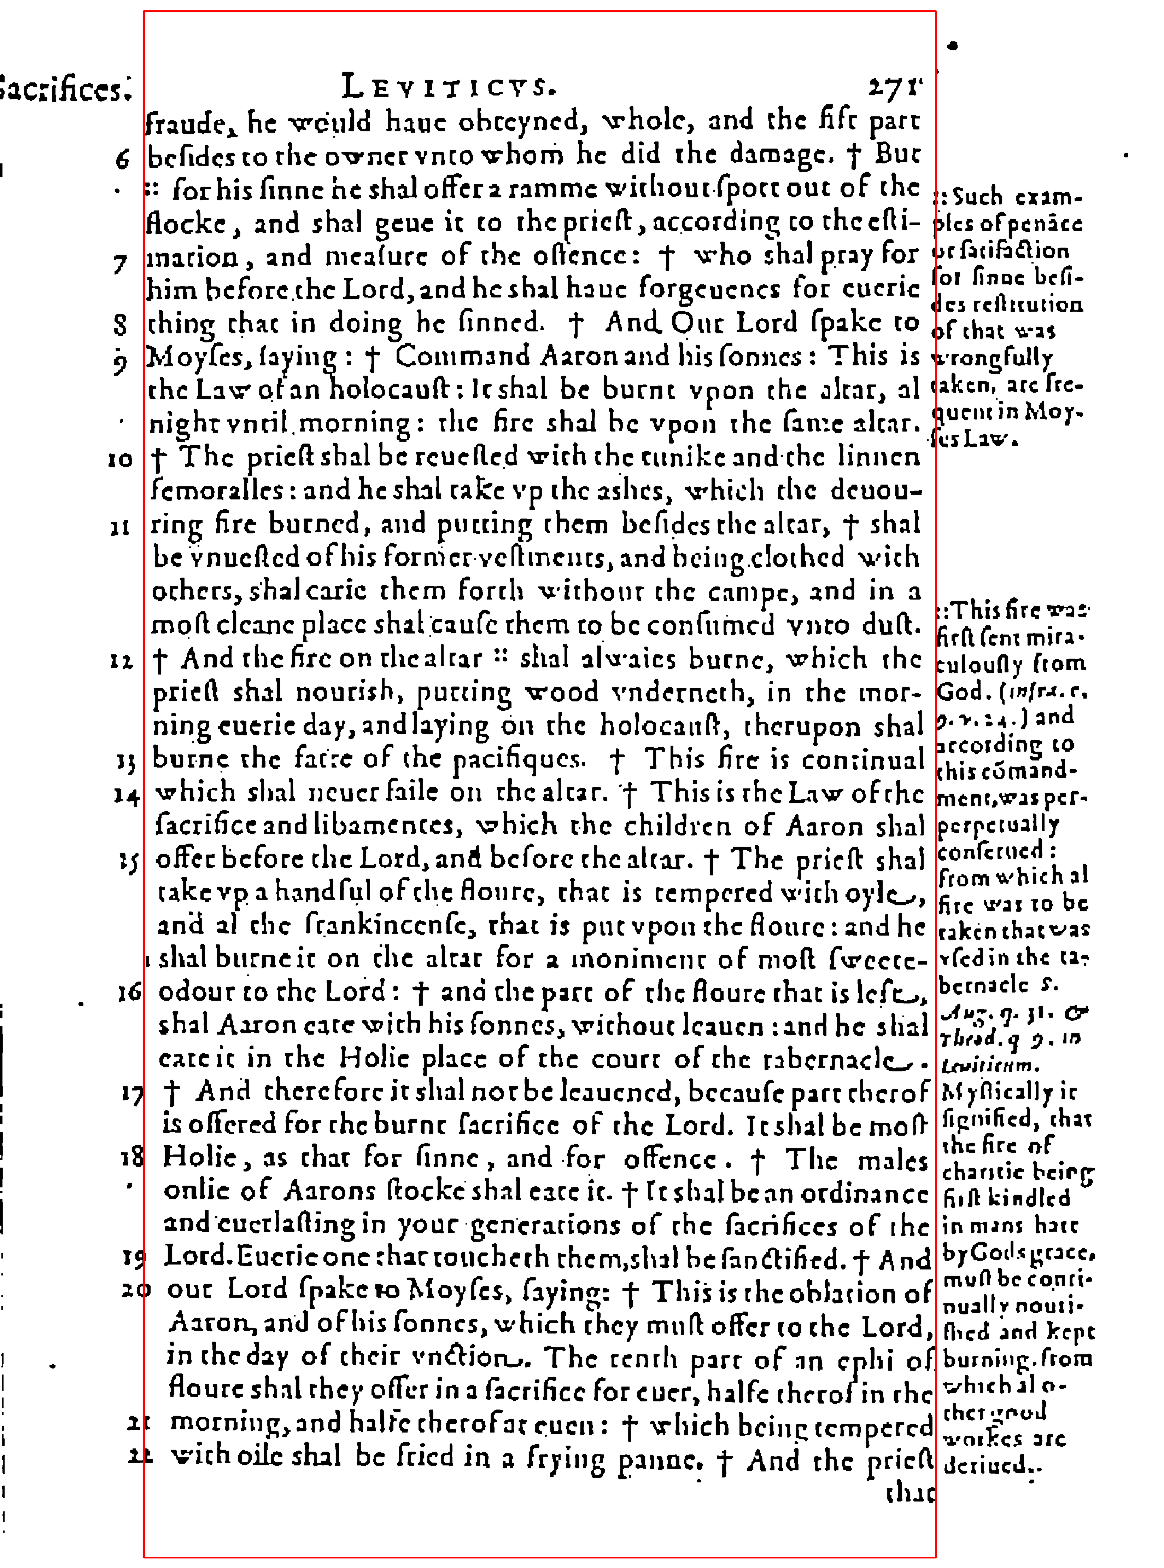 Sacrifices.
LEVITICVS.
271
fraude, he would haue obteyned, whole, and the fift part
6 beſides to the owner vnto whom he did the damage. † But
:: for his ſinne he shal offer a ramme without ſpott out of the
flocke, and shal geue it to the prieſt, according to the eſti-
7 mation, and meaſure of the offence: † who shal pray for
him before the Lord, and he shal haue forgeuenes for euerie
8 thing that in doing he ſinned. † And Our Lord ſpake to
9 Moyſes, ſaying: † Command Aaron and his ſonnes: This is
the Law of an holocauſt: It shal be burnt vpon the altar, al
night vntil morning: the fire shal be vpon the ſame altar.
10 † The prieſt shal be reueſted with the tunike and the linnen
femoralles: and he shal take vp the ashes, which the deuou-
11 ring fire burned, and putting them beſides the altar, † shal
be vnueſted of his former veſtments, and being clothed with
others, shal carie them forth without the campe, and in a
moſt cleane place shal cauſe them to be conſumed vnto duſt.
12 † And the fire on the altar :: shal alwaies burne, which the
prieſt shal nourish, putting wood vnderneth, in the mor-
ning euerie day, and laying on the holocauſt, therupon shal
13 burne the fatte of the pacifiques. † This fire is continual
14 which shal neuer faile on the altar. † This is the Law of the
ſacrifice and libamentes, which the children of Aaron shal
15 offer before the Lord, and before the altar. † The prieſt shal
take vp a handful of the floure, that is tempered with oyle,
and al the frankincenſe, that is put vpon the floure: and he
shal burne it on the altar for a moniment of moſt ſweete-
16 odour to the Lord: † and the part of the floure that is left,
shal Aaron eate with his ſonnes, without leauen: and he shal
eate it in the Holie place of the court of the tabernacle.
17 † And therefore it shal not be leauened, becauſe part therof
is offered for the burnt ſacrifice of the Lord. It shal be moſt
18 Holie, as that for ſinne, and for offence. † The males
onlie of Aarons ſtocke shal eate it. † It shal be an ordinance
and euerlaſting in your generations of the ſacrifices of the
19 Lord. Euerie one that toucheth them, shal be ſanctified. † And
20 our Lord ſpake to Moyſes, ſaying: † This is the oblation of
Aaron, and of his ſonnes, which they muſt offer to the Lord,
in the day of their vnction. The tenth part of an ephi of
floure shal they offer in a ſacrifice for euer, halfe therof in the
21 morning, and halfe therof at euen: † which being tempered
22 with oile shal be fried in a frying panne. † And the prieſt
that
:: Such exam-
ples of penãce
or ſatiſfaction
for ſinne beſi-
des reſtitution
of that was
wrongfully
taken, are fre-
quent in Moy-
ſes Law.
:: This fire was
firſt ſent mira-
culouſly from
God. (infra. c.
9. v. 24.) and
according to
this cõmand-
ment, was per-
perpetually
conſerued:
from which al
fire was to be
taken that was
vſed in the ta-
bernacle S.
Aug. q. 31. &
Theod. q 9. in
Leuiticum.
Myſtically it
ſignified, that
the fire of
charitie being
firſt kindled
in mans hart
by Gods grace,
muſt be conti-
nually nouri-
shed and kept
burning, from
which al o-
ther good
workes are
deriued.